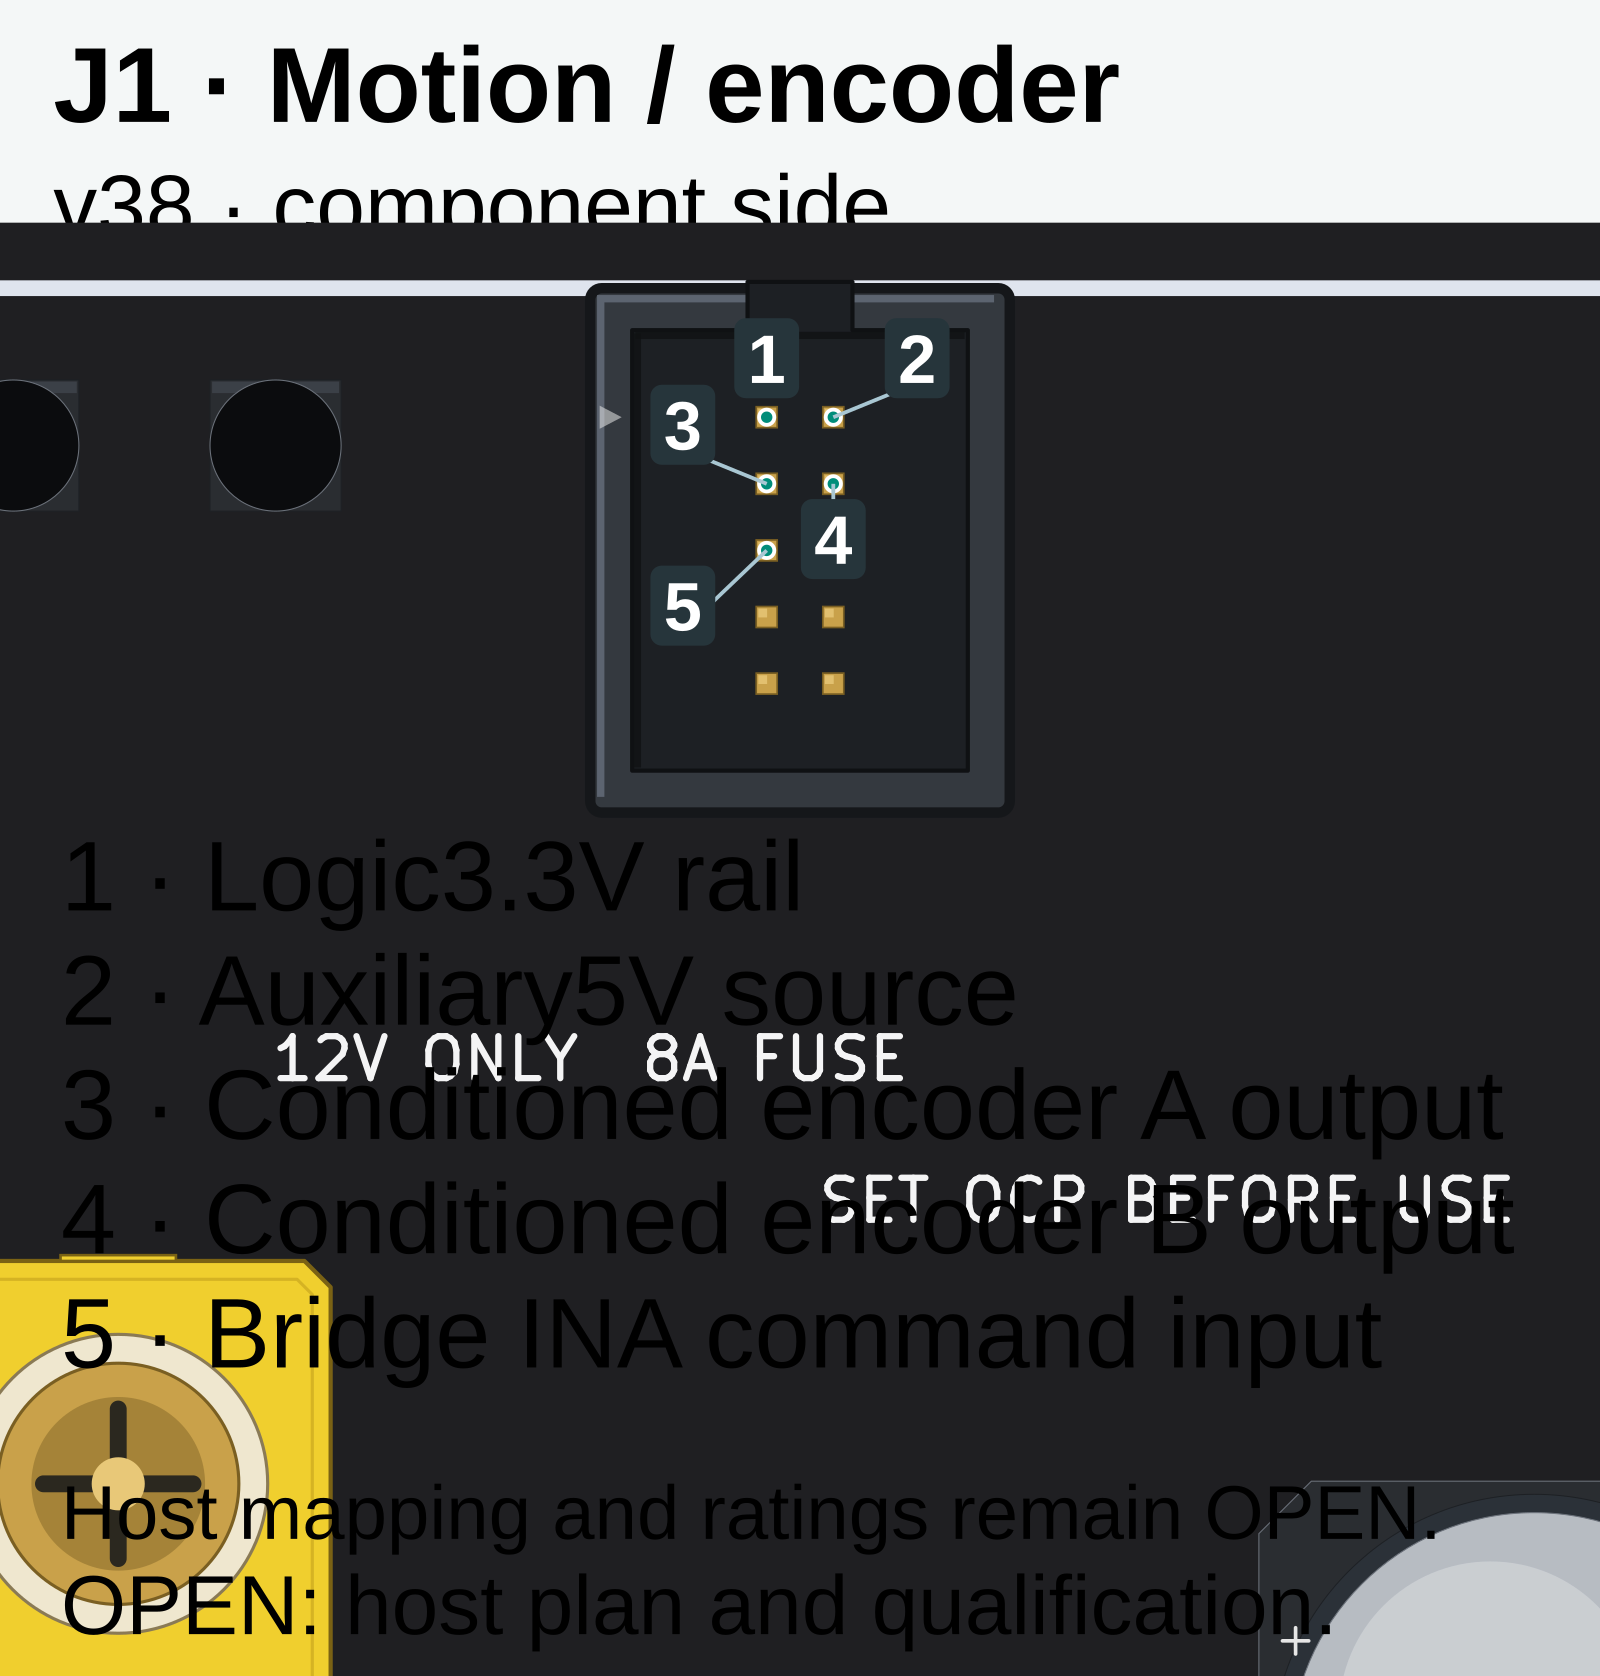 J1 · Motion / encoder
v38 · component side
1
2
3
4
5
1 · Logic3.3V rail
2 · Auxiliary5V source
12V ONLY 8A FUSE
3 · Conditioned encoder A output
SET OCP BEFORE USE
4 · Conditioned encoder B output
5 · Bridge INA command input
Host mapping and ratings remain OPEN.
OPEN: host plan and qualification.